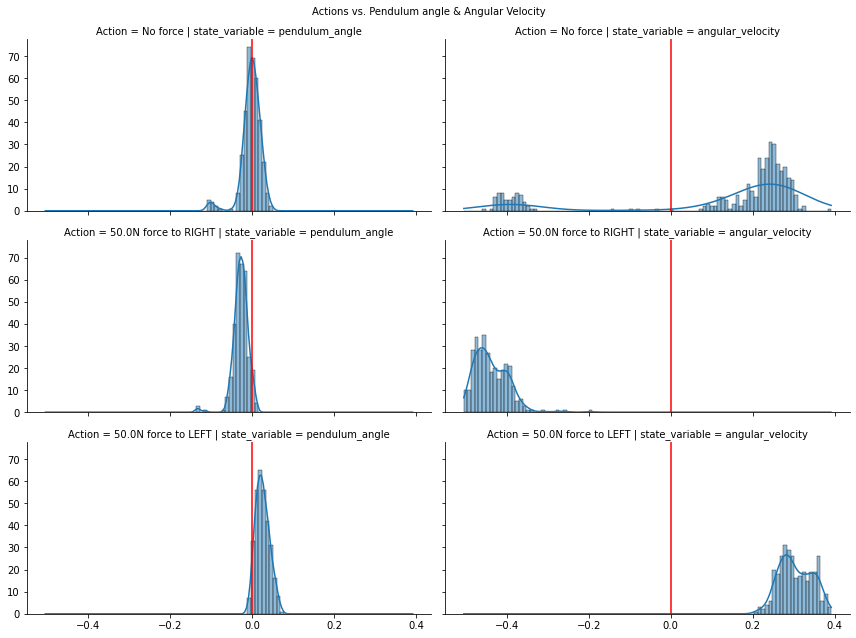 Actions vs. Pendulum angle & Angular Velocity
Action = No force | state_variable = pendulum_angle
Action = No force | state_variable = angular_velocity
70
60
50
40
30
20
10
0
Action = 50.0N force to RIGHT | state_variable = pendulum_angle
Action = 50.0N force to RIGHT | state_variable = angular_velocity
70
60
50
40
30
20
10
0
Action = 50.0N force to LEFT | state_variable = pendulum_angle
Action = 50.0N force to LEFT | state_variable = angular_velocity
70
60
50
40
30
20
10
0
−0.4 −0.2 0.0 0.2 0.4
−0.4 −0.2 0.0 0.2 0.4